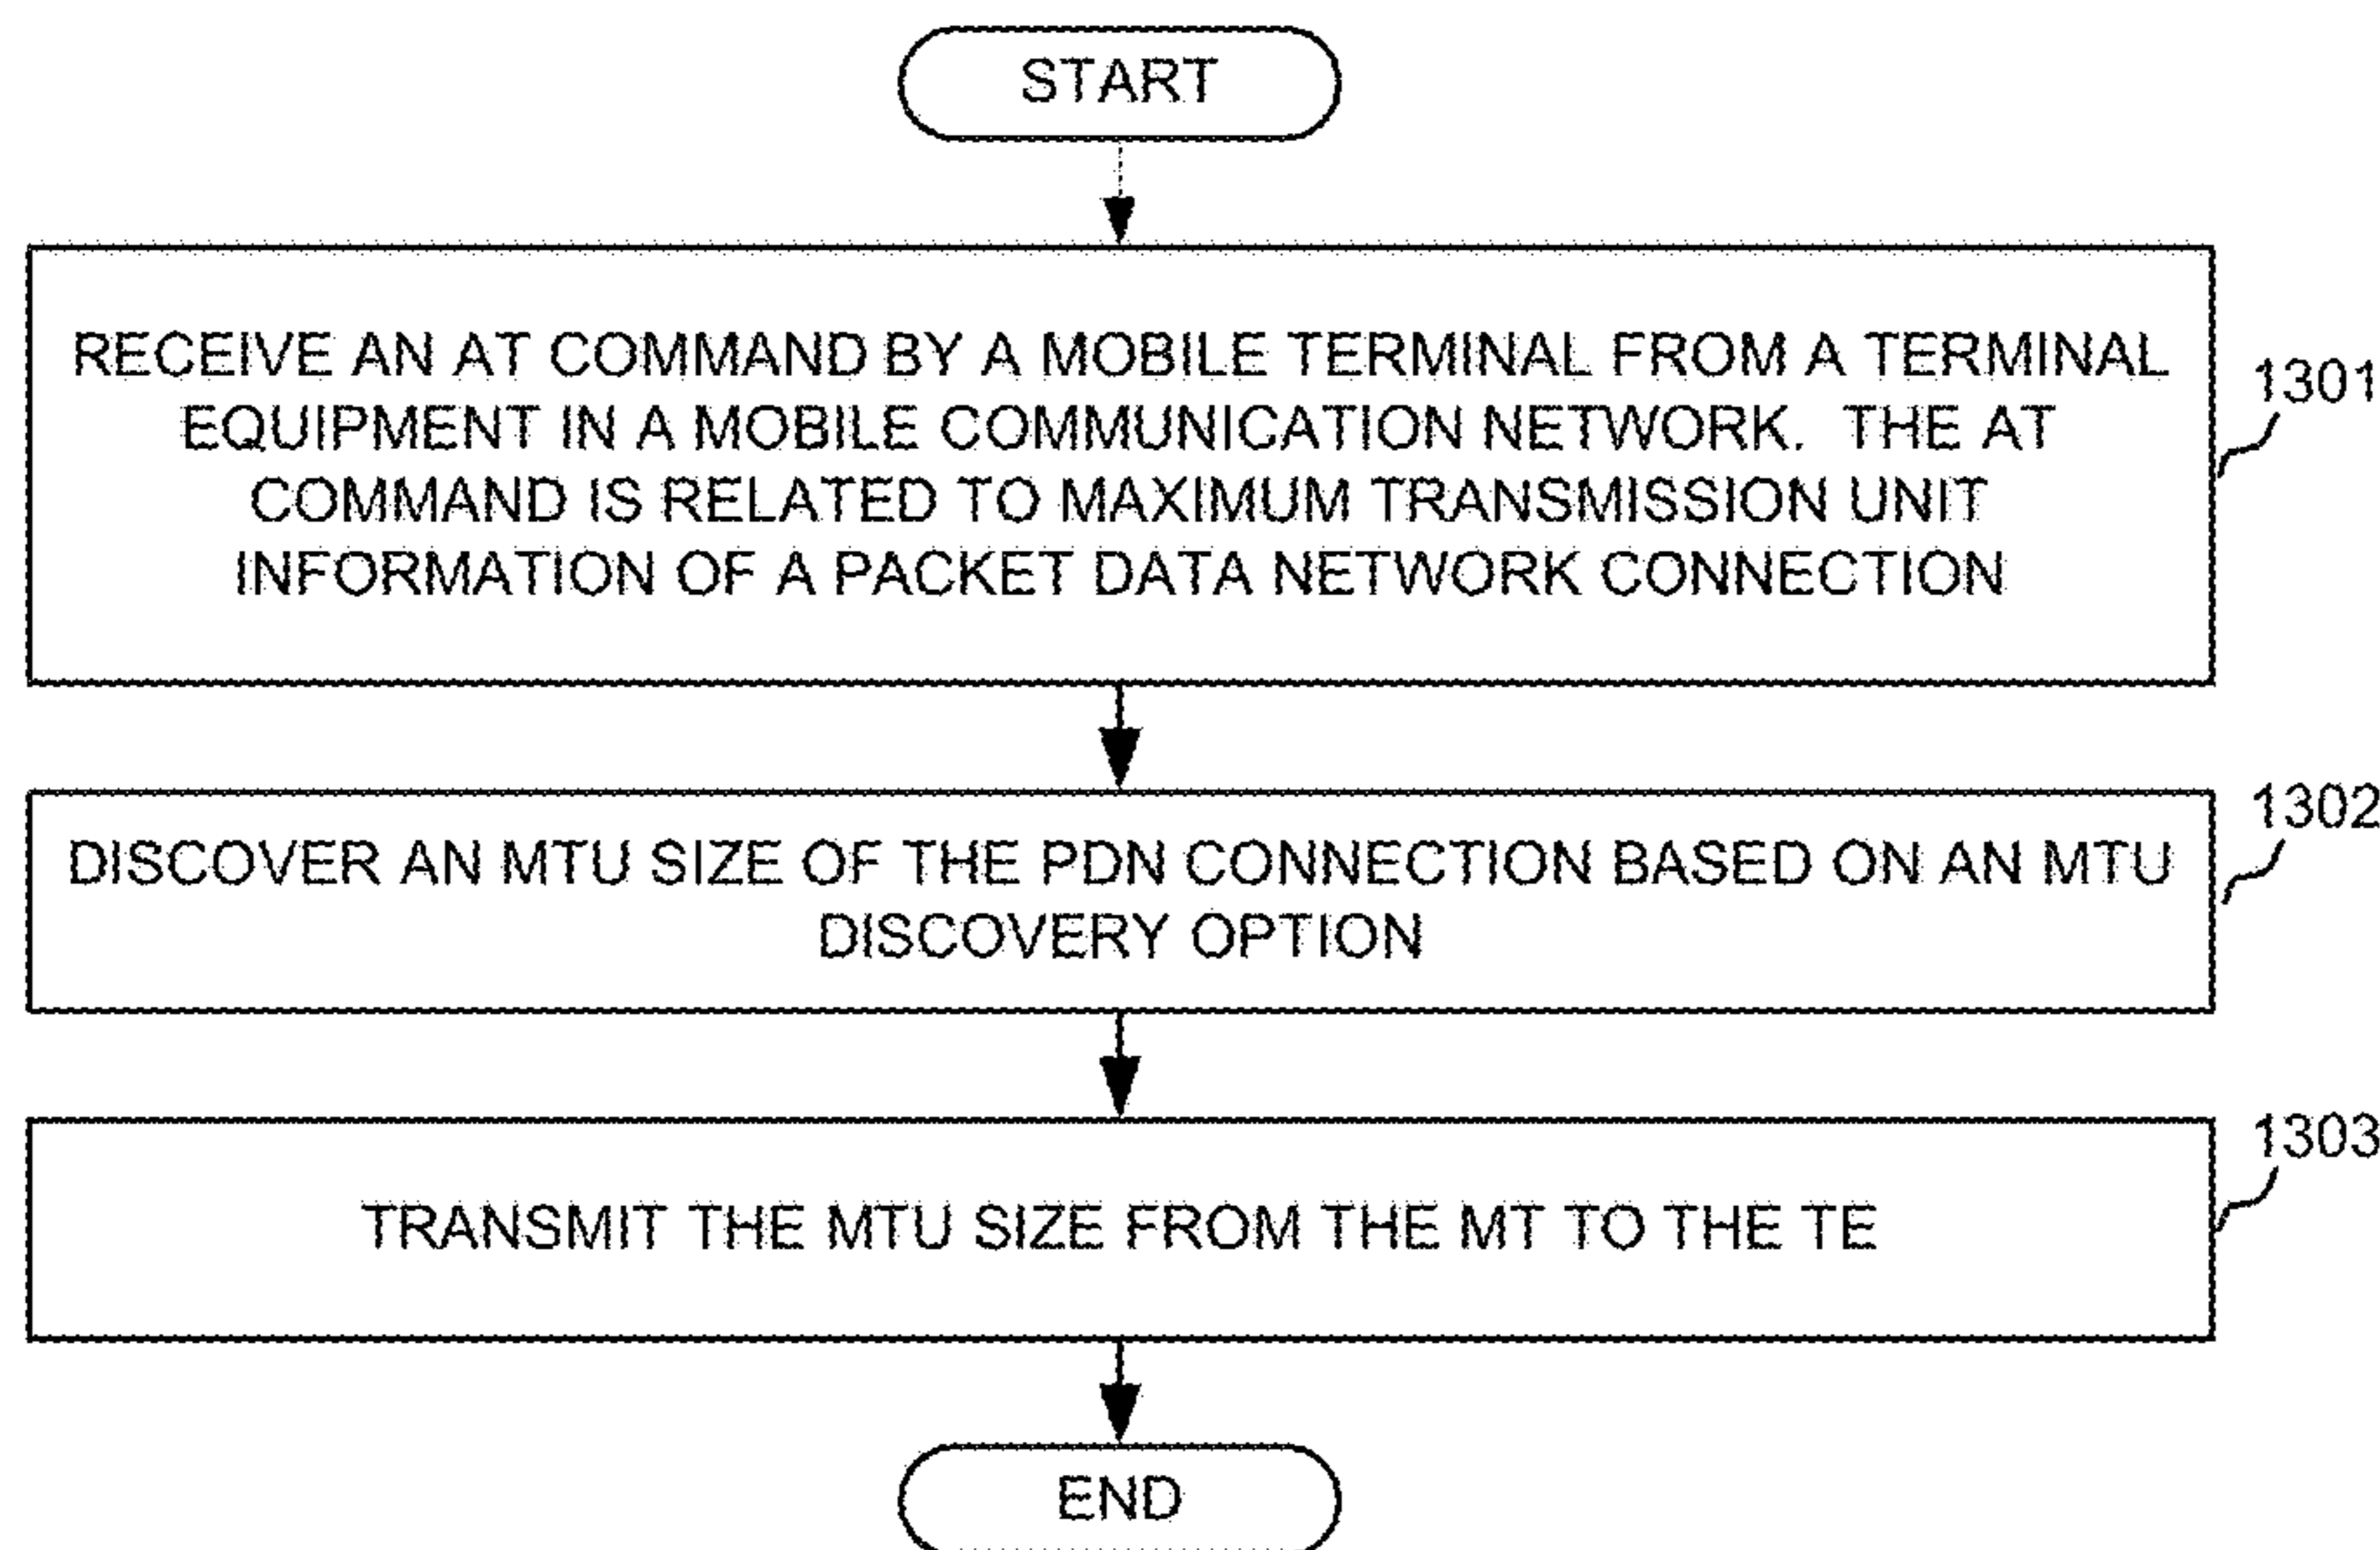 START
RECEIVE AN AT COMMAND BY A MOBILE TERMINAL FROM A TERMINAL
EQUIPMENT IN A MOBILE COMMUNICATION NETWORK. THE AT
COMMAND IS RELATED TO MAXIMUM TRANSMISSION UNIT
INFORMATION OF A PACKET DATA NETWORK CONNECTION
1301
DISCOVER AN MTU SIZE OF THE PDN CONNECTION BASED ON AN MTU
DISCOVERY OPTION
1302
TRANSMIT THE MTU SIZE FROM THE MT TO THE TE
1303
END